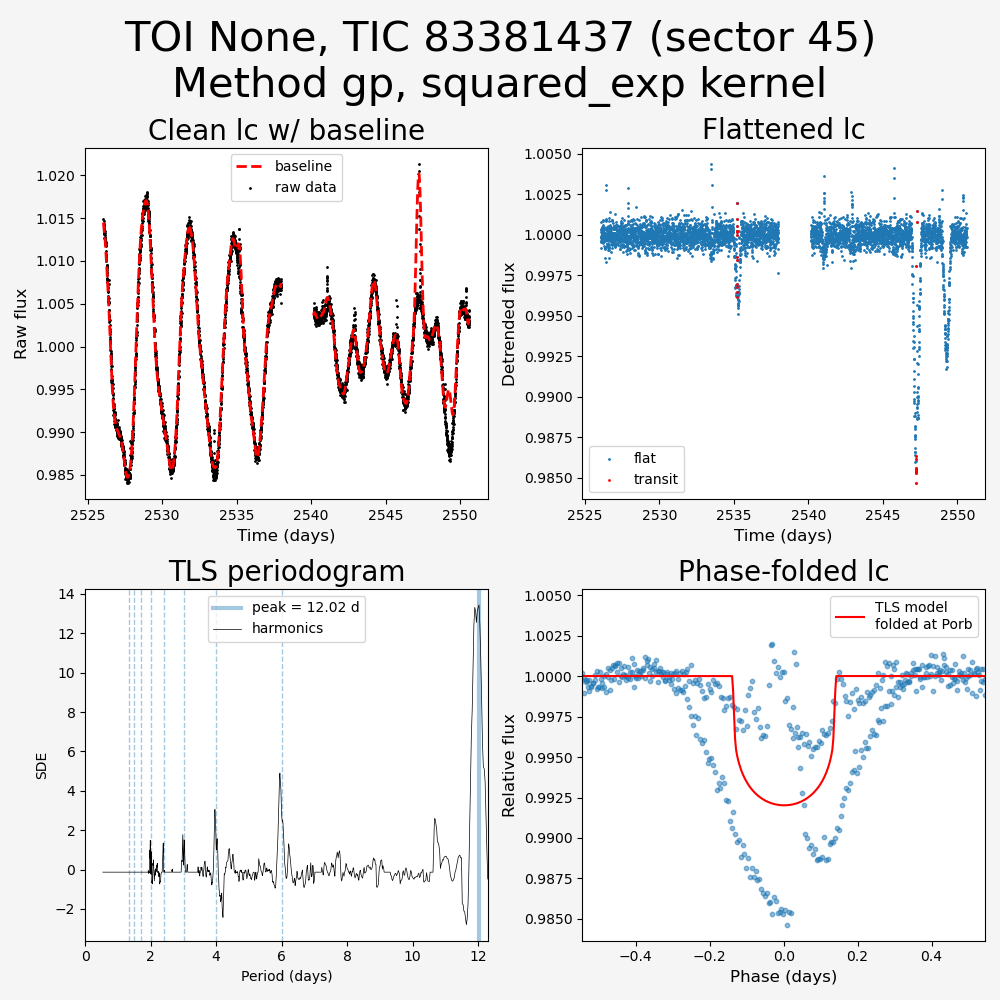 TOI None, TIC 83381437 (sector 45)
Method gp, squared_exp kernel
Clean lc w/ baseline
baseline
raw data
1.020
1.015
1.010
1.005
1.000
0.995
0.990
0.985
Raw flux
2525 2530 2535 2540 2545 2550
Time (days)
Flattened lc
1.0050
1.0025
1.0000
0.9975
0.9950
0.9925
0.9900
0.9875
0.9850
Detrended flux
flat
transit
2525 2530 2535 2540 2545 2550
Time (days)
TLS periodogram
peak = 12.02 d
harmonics
14
12
10
8
6
4
2
0
−2
SDE
0 2 4 6 8 10 12
Period (days)
Phase-folded lc
TLS model
folded at Porb
1.0050
1.0025
1.0000
0.9975
0.9950
0.9925
0.9900
0.9875
0.9850
Relative flux
−0.4 −0.2 0.0 0.2 0.4
Phase (days)